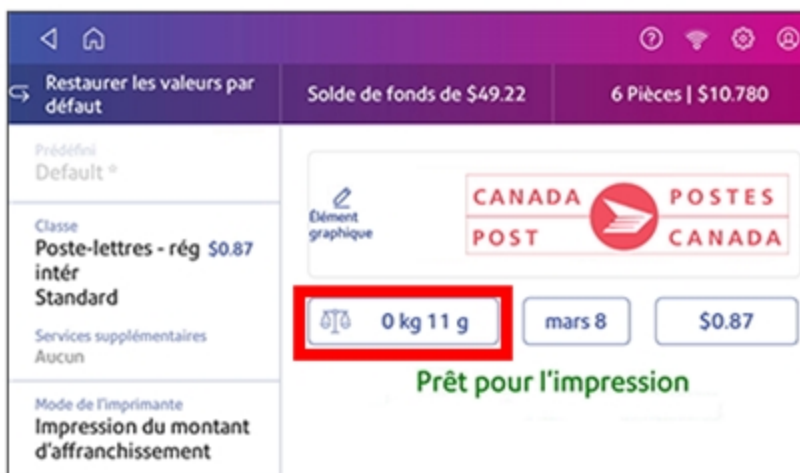 Restaurer les valeurs par
défaut
Solde de fonds de $49.22
6 Pièces | $10.780
Prédéfini
Default *
Classe
Poste-lettres - rég $0.87
intér
Standard
Services supplémentaires
Aucun
Mode de l'imprimante
Impression du montant
d'affranchissement
Élément
graphique
CANADA POSTES
POST CANADA
0 kg 11 g
mars 8
$0.87
Prêt pour l'impression